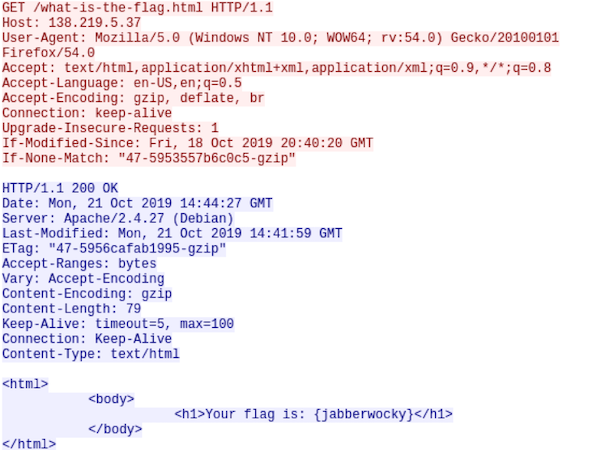 GET /what-is-the-flag.html HTTP/1.1
Host: 138.219.5.37
User-Agent: Mozilla/5.0 (Windows NT 10.0; WOW64; rv:54.0) Gecko/20100101
Firefox/54.0
Accept: text/html,application/xhtml+xml,application/xml;q=0.9,*/*;q=0.8
Accept-Language: en-US,en;q=0.5
Accept-Encoding: gzip, deflate, br
Connection: keep-alive
Upgrade-Insecure-Requests: 1
If-Modified-Since: Fri, 18 Oct 2019 20:40:20 GMT
If-None-Match: "47-5953557b6c0c5-gzip"

HTTP/1.1 200 OK
Date: Mon, 21 Oct 2019 14:44:27 GMT
Server: Apache/2.4.27 (Debian)
Last-Modified: Mon, 21 Oct 2019 14:41:59 GMT
ETag: "47-5956cafab1995-gzip"
Accept-Ranges: bytes
Vary: Accept-Encoding
Content-Encoding: gzip
Content-Length: 79
Keep-Alive: timeout=5, max=100
Connection: Keep-Alive
Content-Type: text/html

<html>
<body>
<h1>Your flag is: {jabberwocky}</h1>
</body>
</html>